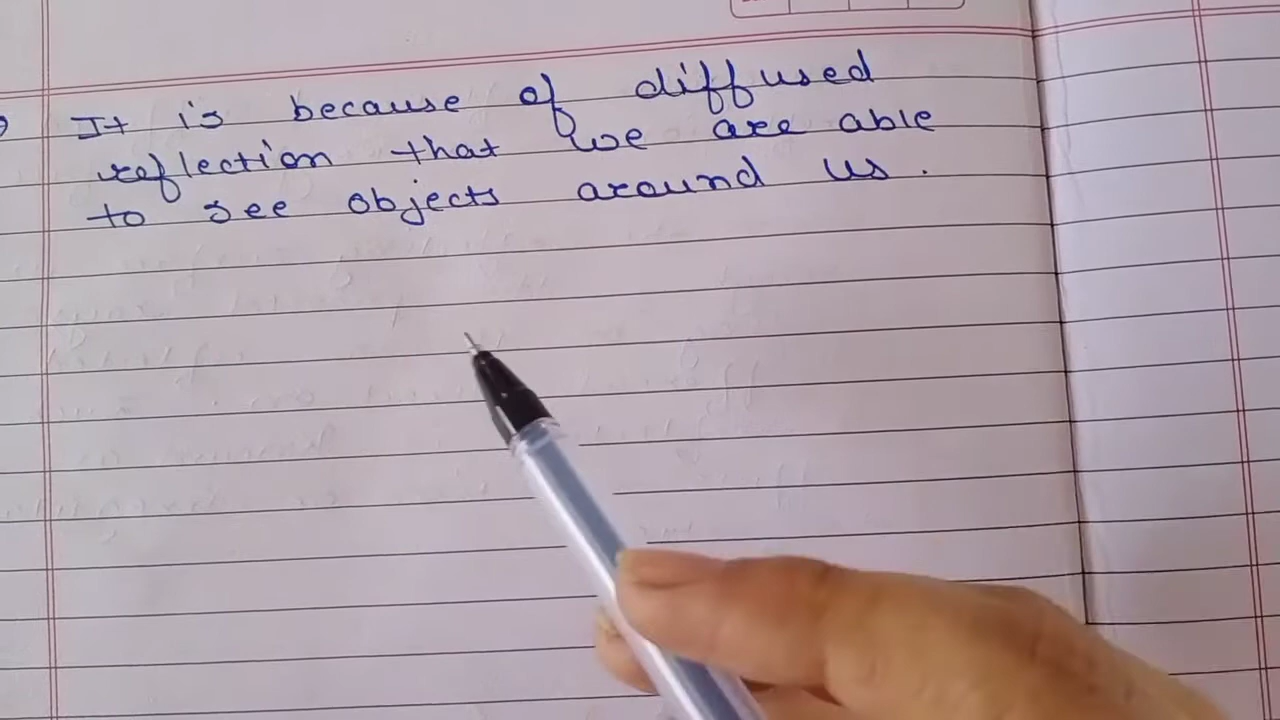 It is because of diffused
reflection that we are able
to see objects around us.